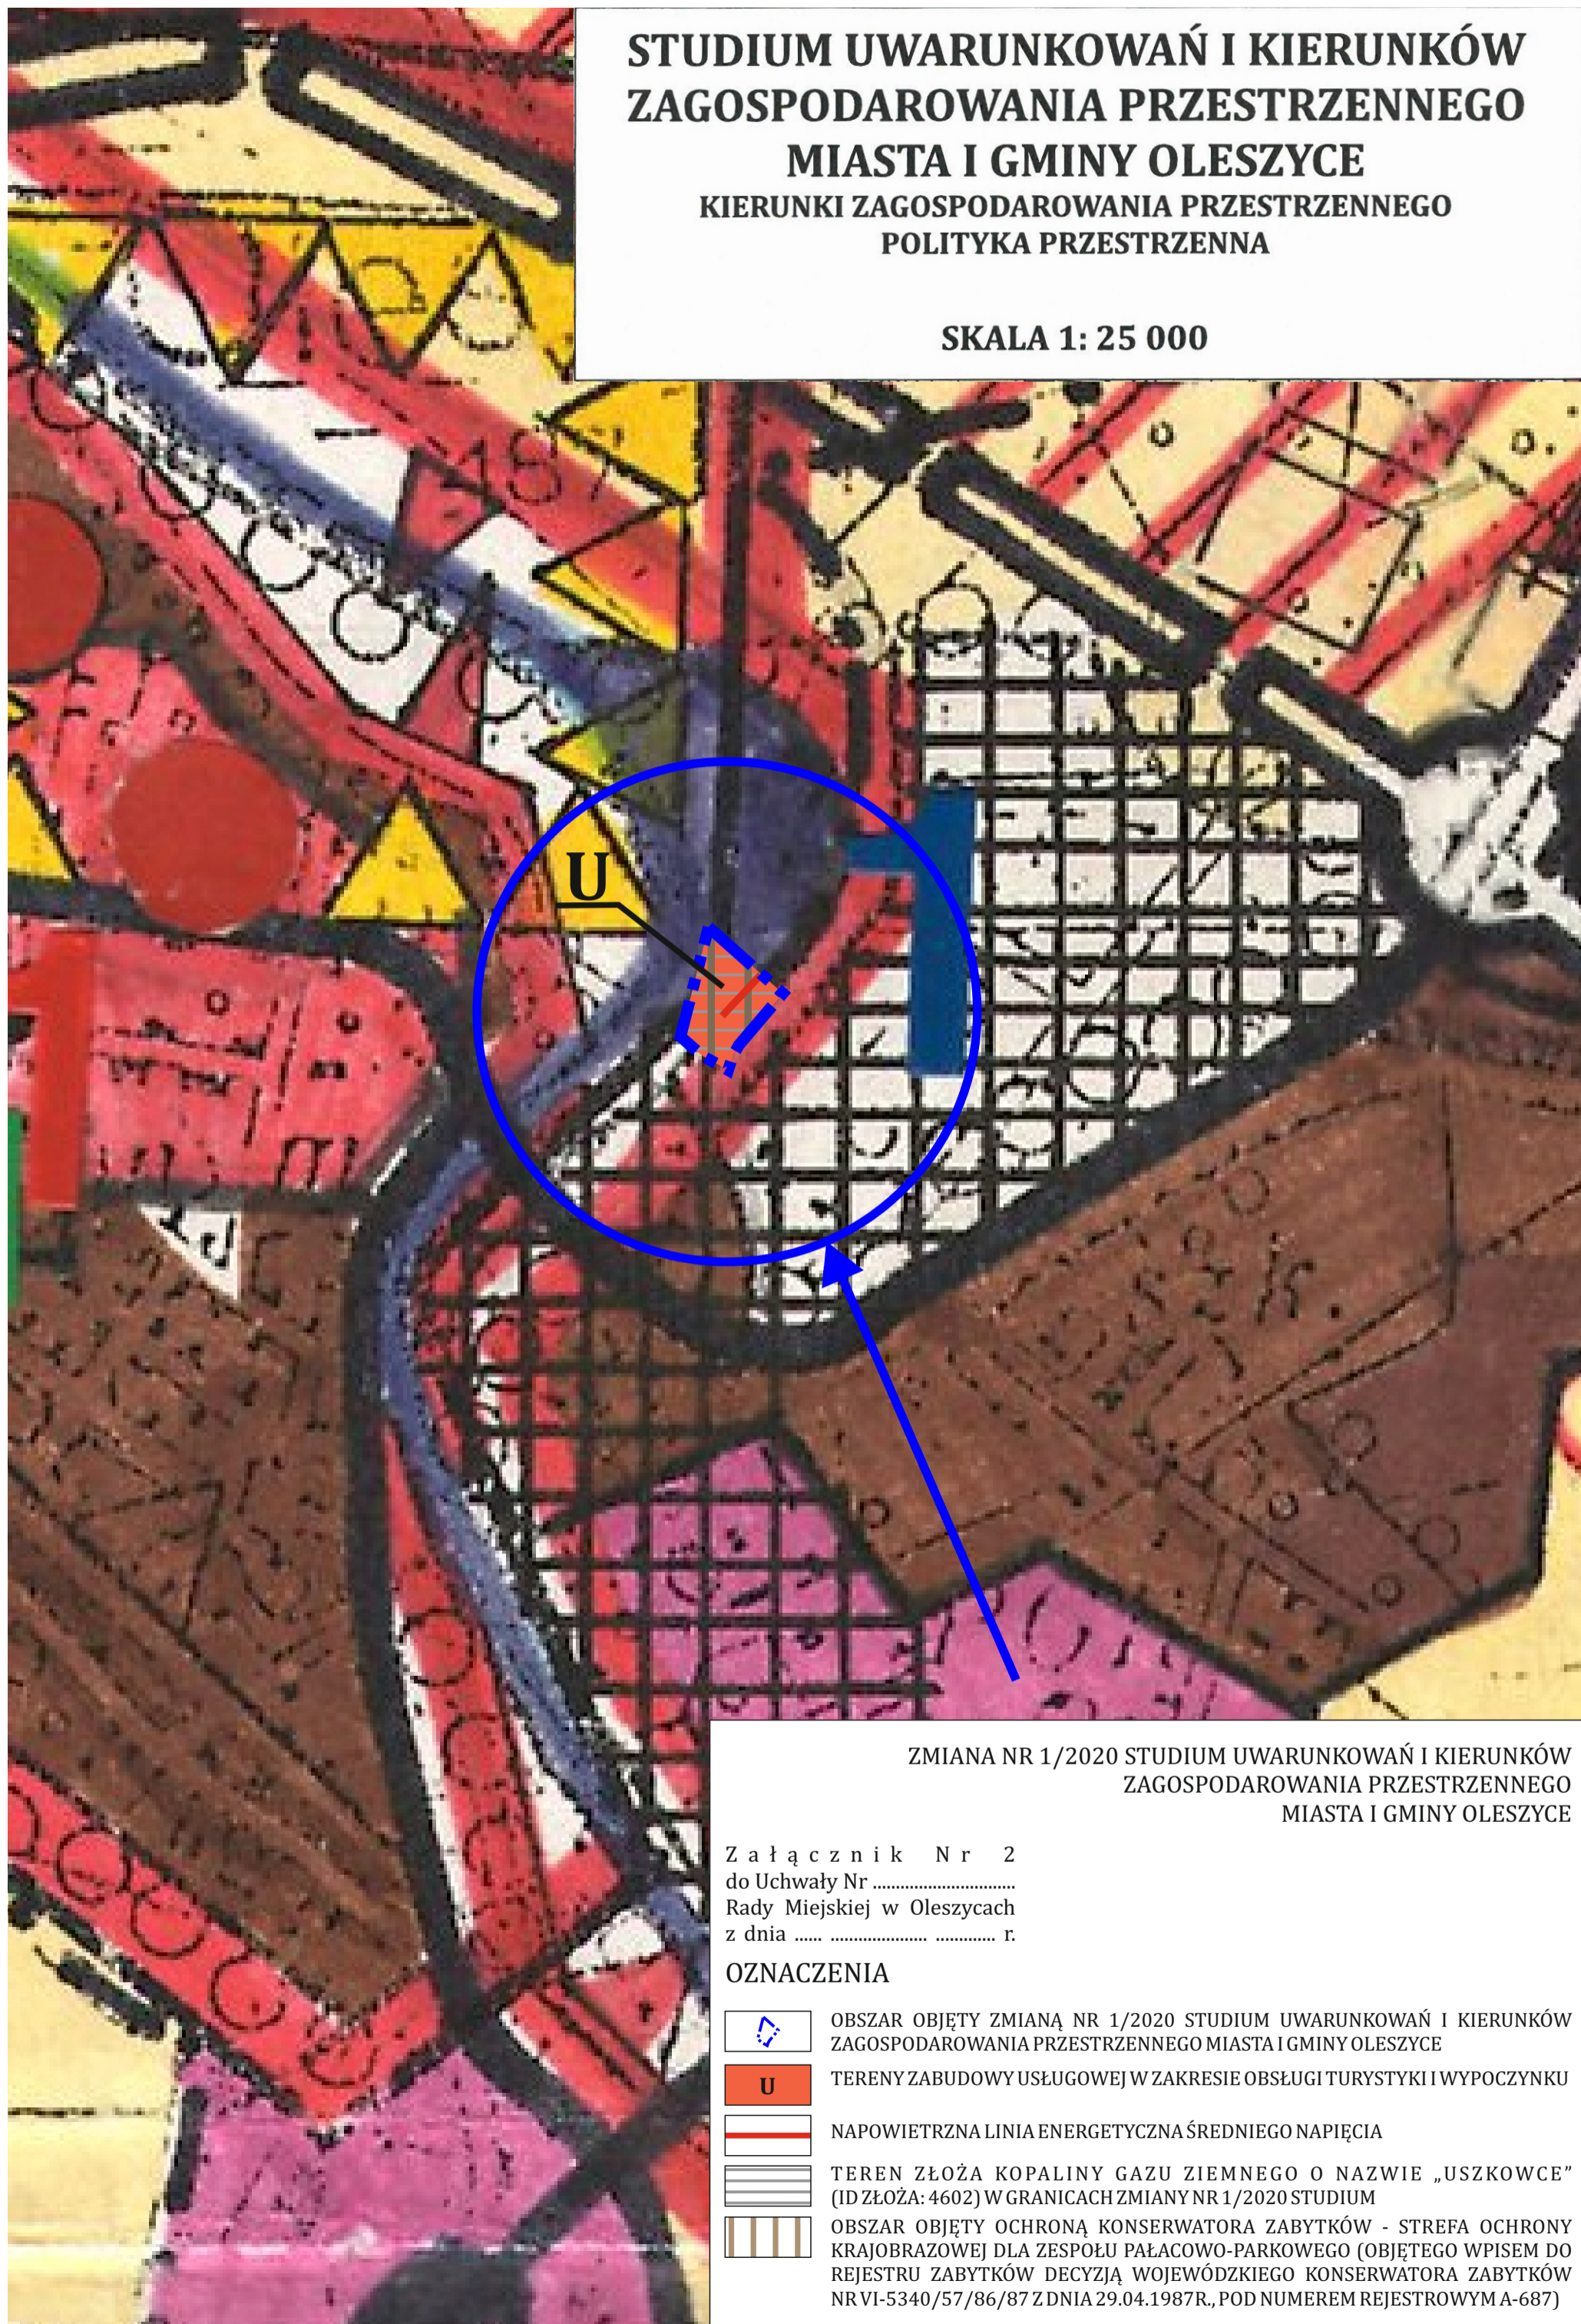 STUDIUM UWARUNKOWAŃ I KIERUNKÓW
ZAGOSPODAROWANIA PRZESTRZENNEGO
MIASTA I GMINY OLESZYCE
KIERUNKI ZAGOSPODAROWANIA PRZESTRZENNEGO
POLITYKA PRZESTRZENNA
SKALA 1: 25 000
187
U
ZMIANA NR 1/2020 STUDIUM UWARUNKOWAŃ I KIERUNKÓW
ZAGOSPODAROWANIA PRZESTRZENNEGO
MIASTA I GMINY OLESZYCE
Załącznik Nr 2
do Uchwały Nr ...............................
Rady Miejskiej w Oleszycach
z dnia ...... ..................... ............. r.
OZNACZENIA
OBSZAR OBJĘTY ZMIANĄ NR 1/2020 STUDIUM UWARUNKOWAŃ I KIERUNKÓW
ZAGOSPODAROWANIA PRZESTRZENNEGO MIASTA I GMINY OLESZYCE
U
TERENY ZABUDOWY USŁUGOWEJ W ZAKRESIE OBSŁUGI TURYSTYKI I WYPOCZYNKU
NAPOWIETRZNA LINIA ENERGETYCZNA ŚREDNIEGO NAPIĘCIA
TEREN ZŁOŻA KOPALINY GAZU ZIEMNEGO O NAZWIE „USZKOWCE”
(ID ZŁOŻA: 4602) W GRANICACH ZMIANY NR 1/2020 STUDIUM
OBSZAR OBJĘTY OCHRONĄ KONSERWATORA ZABYTKÓW - STREFA OCHRONY
KRAJOBRAZOWEJ DLA ZESPOŁU PAŁACOWO-PARKOWEGO (OBJĘTEGO WPISEM DO
REJESTRU ZABYTKÓW DECYZJĄ WOJEWÓDZKIEGO KONSERWATORA ZABYTKÓW
NR VI-5340/57/86/87 Z DNIA 29.04.1987R., POD NUMEREM REJESTROWYM A-687)